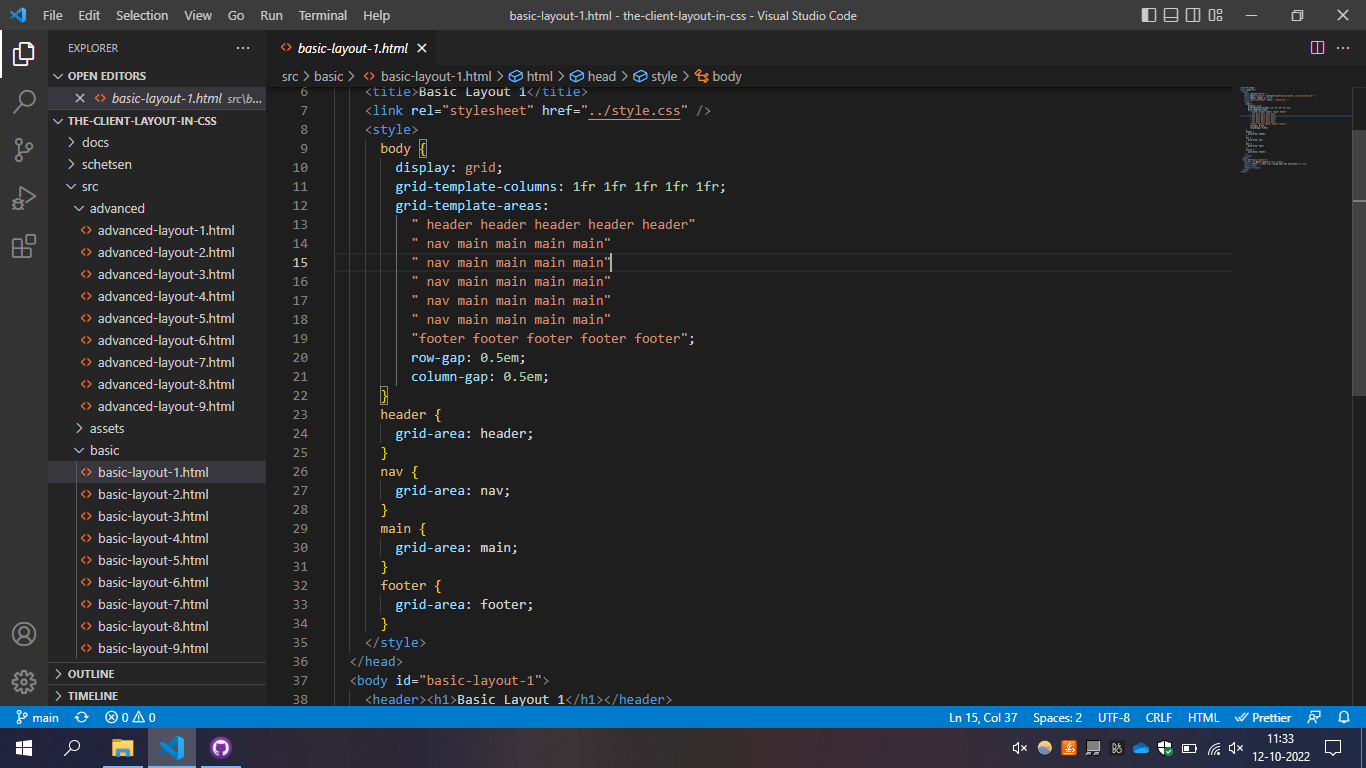 File Edit Selection View Go Run Terminal Help
basic-layout-1.html - the-client-layout-in-css - Visual Studio Code
EXPLORER
OPEN EDITORS
basic-layout-1.html src\b...
THE-CLIENT-LAYOUT-IN-CSS
docs
schetsen
src
advanced
advanced-layout-1.html
advanced-layout-2.html
advanced-layout-3.html
advanced-layout-4.html
advanced-layout-5.html
advanced-layout-6.html
advanced-layout-7.html
advanced-layout-8.html
advanced-layout-9.html
assets
basic
basic-layout-1.html
basic-layout-2.html
basic-layout-3.html
basic-layout-4.html
basic-layout-5.html
basic-layout-6.html
basic-layout-7.html
basic-layout-8.html
basic-layout-9.html
OUTLINE
TIMELINE
basic-layout-1.html
src > basic > basic-layout-1.html > html > head > style > body
6 <title>Basic Layout 1</title>
7 <link rel="stylesheet" href="../style.css" />
8 <style>
9 body {
10 display: grid;
11 grid-template-columns: 1fr 1fr 1fr 1fr 1fr;
12 grid-template-areas:
13 " header header header header header"
14 " nav main main main main"
15 " nav main main main main"
16 " nav main main main main"
17 " nav main main main main"
18 " nav main main main main"
19 "footer footer footer footer footer";
20 row-gap: 0.5em;
21 column-gap: 0.5em;
22 }
23 header {
24 grid-area: header;
25 }
26 nav {
27 grid-area: nav;
28 }
29 main {
30 grid-area: main;
31 }
32 footer {
33 grid-area: footer;
34 }
35 </style>
36 </head>
37 <body id="basic-layout-1">
38 <header><h1>Basic Layout 1</h1></header>
main 0 0 Ln 15, Col 37 Spaces: 2 UTF-8 CRLF HTML Prettier
11:33
12-10-2022